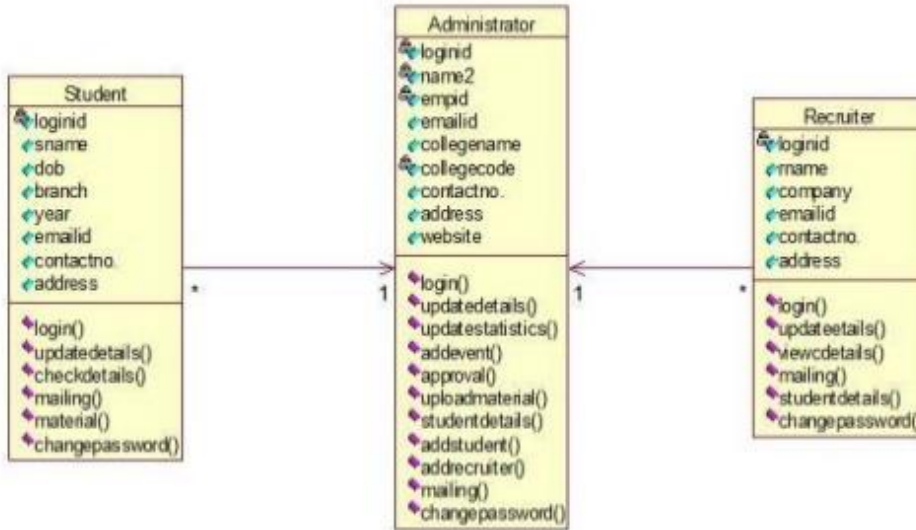 Student
loginid
sname
dob
branch
year
emailid
contactno.
address
login()
updatedetails()
checkdetails()
mailing()
material()
changepassword()
*
1
Administrator
loginid
name2
empid
emailid
collegename
collegecode
contactno.
address
website
login()
updatedetails()
updatestatistics()
addevent()
approval()
uploadmaterial()
studentdetails()
addstudent()
addrecruiter()
mailing()
changepassword()
1
*
Recruiter
loginid
rname
company
emailid
contactno.
address
login()
updateetails()
viewcdetails()
mailing()
studentdetails()
changepassword()